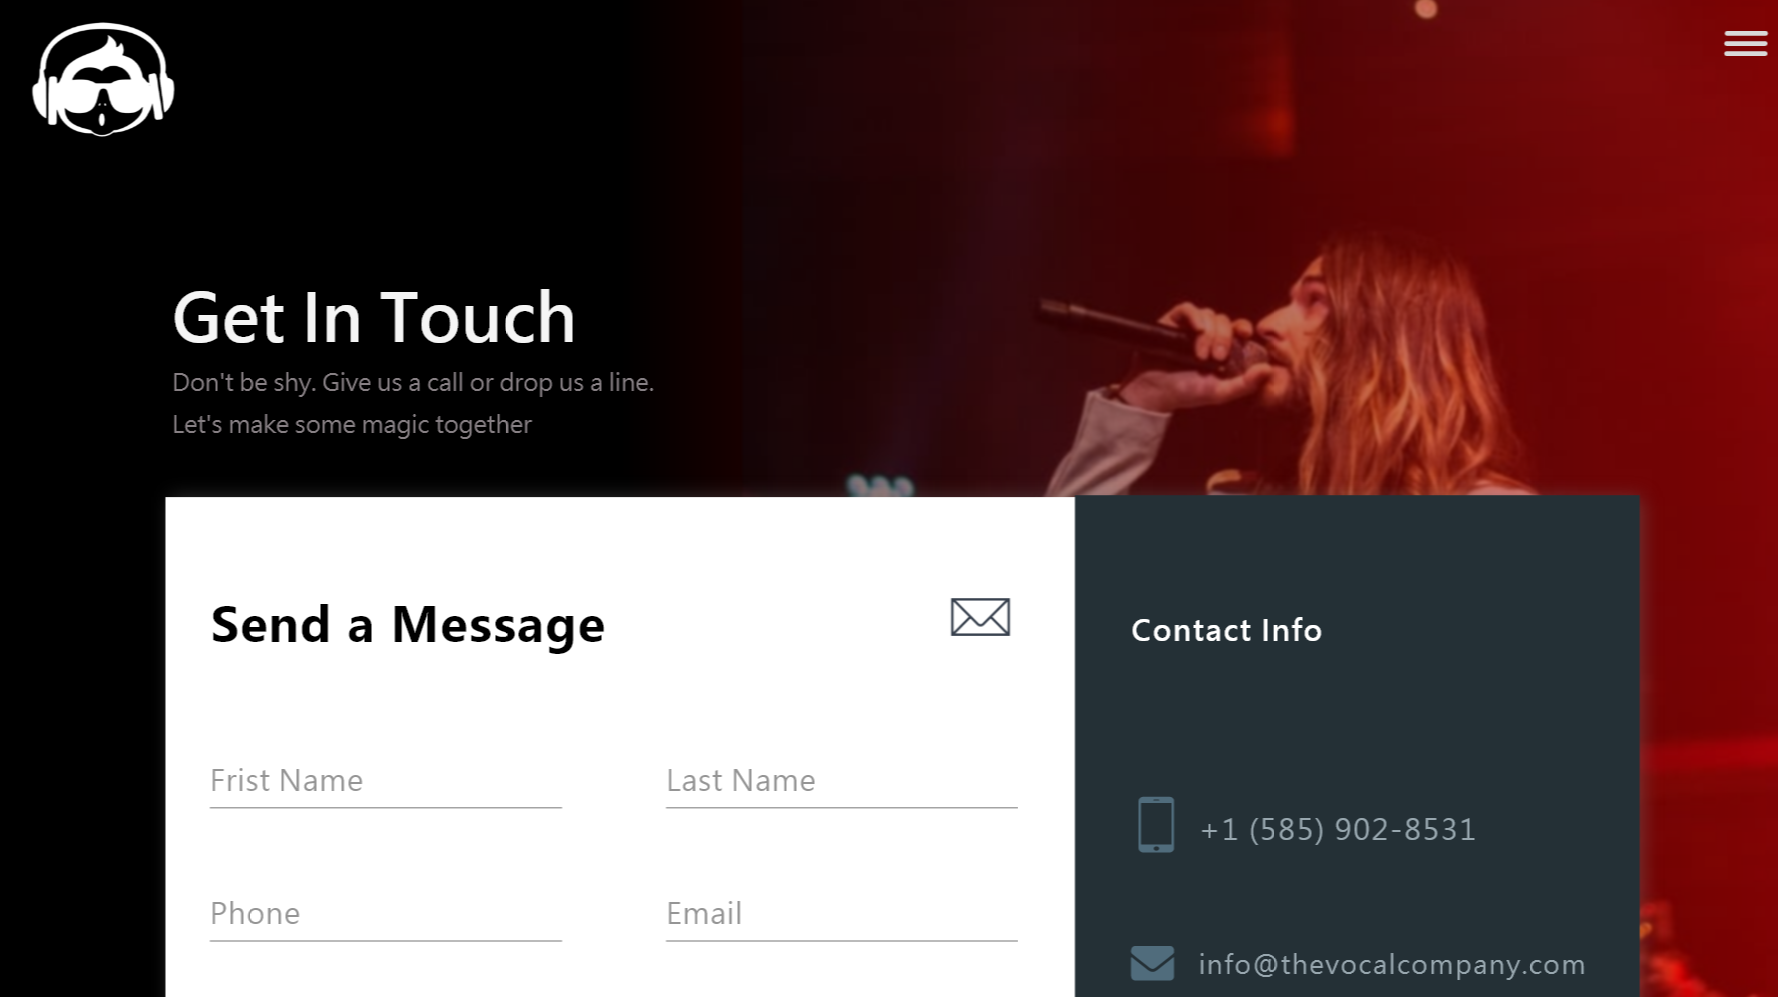 Get In Touch
Don't be shy. Give us a call or drop us a line.
Let's make some magic together
Send a Message
Frist Name
Last Name
Phone
Email
Contact Info
+1 (585) 902-8531
info@thevocalcompany.com